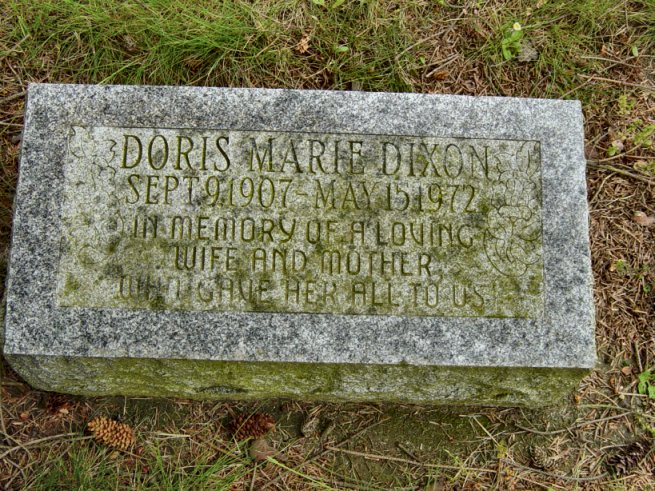 DORIS MARIE DIXON
SEPT 9, 1907 - MAY 15, 1972
IN MEMORY OF A LOVING
WIFE AND MOTHER
WHO GAVE HER ALL TO US